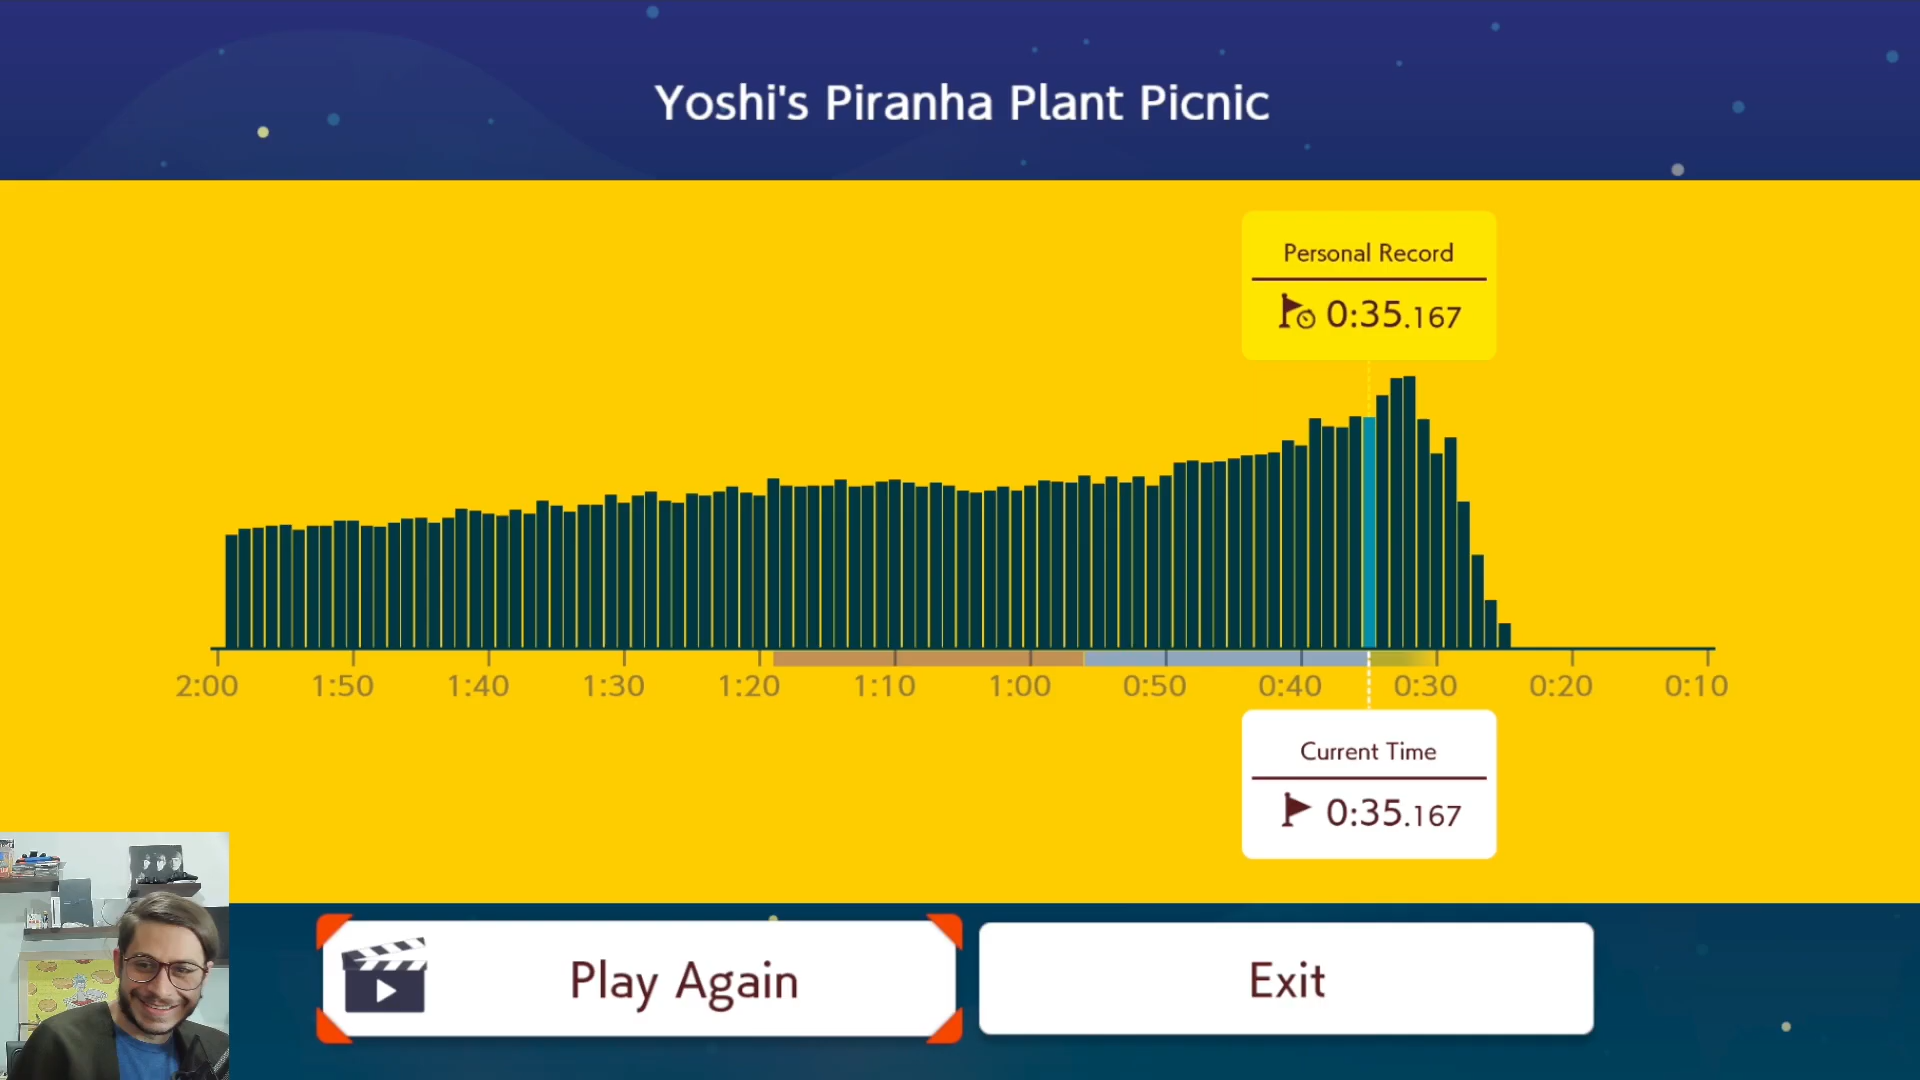 Yoshi's Piranha Plant Picnic
Personal Record
0:35.167
2:00 1:50 1:40 1:30 1:20 1:10 1:00 0:50 0:40 0:30 0:20 0:10
Current Time
0:35.167
Play Again
Exit